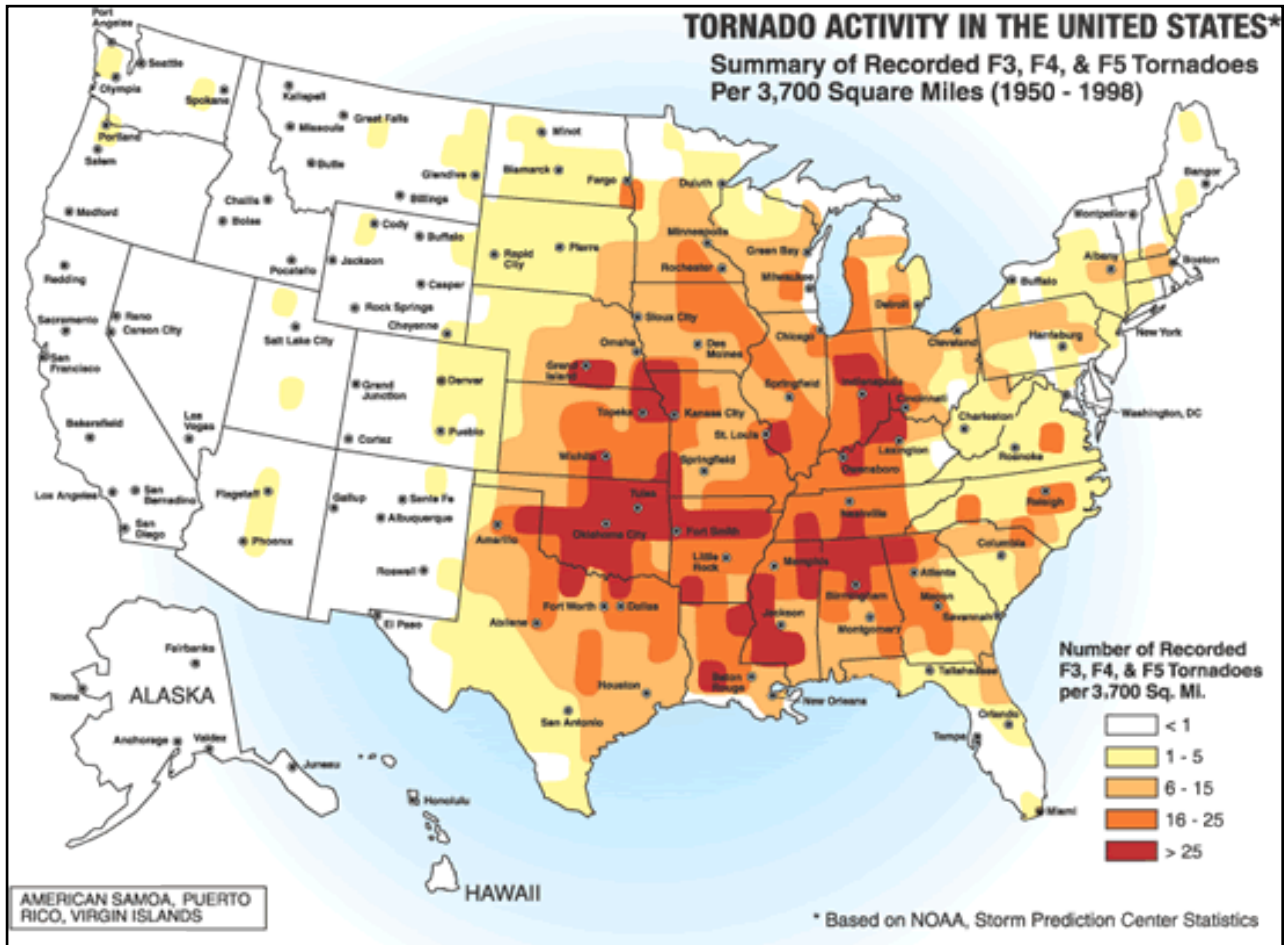 TORNADO ACTIVITY IN THE UNITED STATES*
Summary of Recorded F3, F4, & F5 Tornadoes
Per 3,700 Square Miles (1950 - 1998)
Port
Angeles
Seattle
Olympia
Spokane
Portland
Salem
Medford
Kalispell
Great Falls
Missoula
Butte
Glendive
Billings
Challis
Boise
Pocatello
Cody
Buffalo
Jackson
Casper
Rock Springs
Cheyenne
Minot
Bismarck
Fargo
Rapid
City
Pierre
Duluth
Minneapolis
Rochester
Green Bay
Milwaukee
Detroit
Bangor
Montpelier
Albany
Boston
Buffalo
New York
Redding
Sacramento
San
Francisco
Reno
Carson City
Salt Lake City
Bakersfield
Las
Vegas
Los Angeles
San
Bernadino
San
Diego
Grand
Junction
Cortez
Denver
Pueblo
Flagstaff
Phoenix
Gallup
Santa Fe
Albuquerque
Roswell
El Paso
Sioux City
Omaha
Grand
Island
Des
Moines
Topeka
Kansas City
Wichita
St. Louis
Springfield
Springfield
Chicago
Indianapolis
Cleveland
Cincinnati
Harrisburg
Washington, DC
Charleston
Lexington
Owensboro
Roanoke
Raleigh
Tulsa
Oklahoma City
Amarillo
Fort Smith
Little
Rock
Memphis
Nashville
Columbia
Atlanta
Birmingham
Macon
Savannah
Montgomery
Jackson
Fort Worth
Dallas
Abilene
Houston
San Antonio
Baton
Rouge
New Orleans
Tallahassee
Orlando
Tampa
Miami
Fairbanks
Nome
ALASKA
Anchorage
Valdez
Juneau
Honolulu
HAWAII
Number of Recorded
F3, F4, & F5 Tornadoes
per 3,700 Sq. Mi.
< 1
1 - 5
6 - 15
16 - 25
> 25
AMERICAN SAMOA, PUERTO
RICO, VIRGIN ISLANDS
* Based on NOAA, Storm Prediction Center Statistics